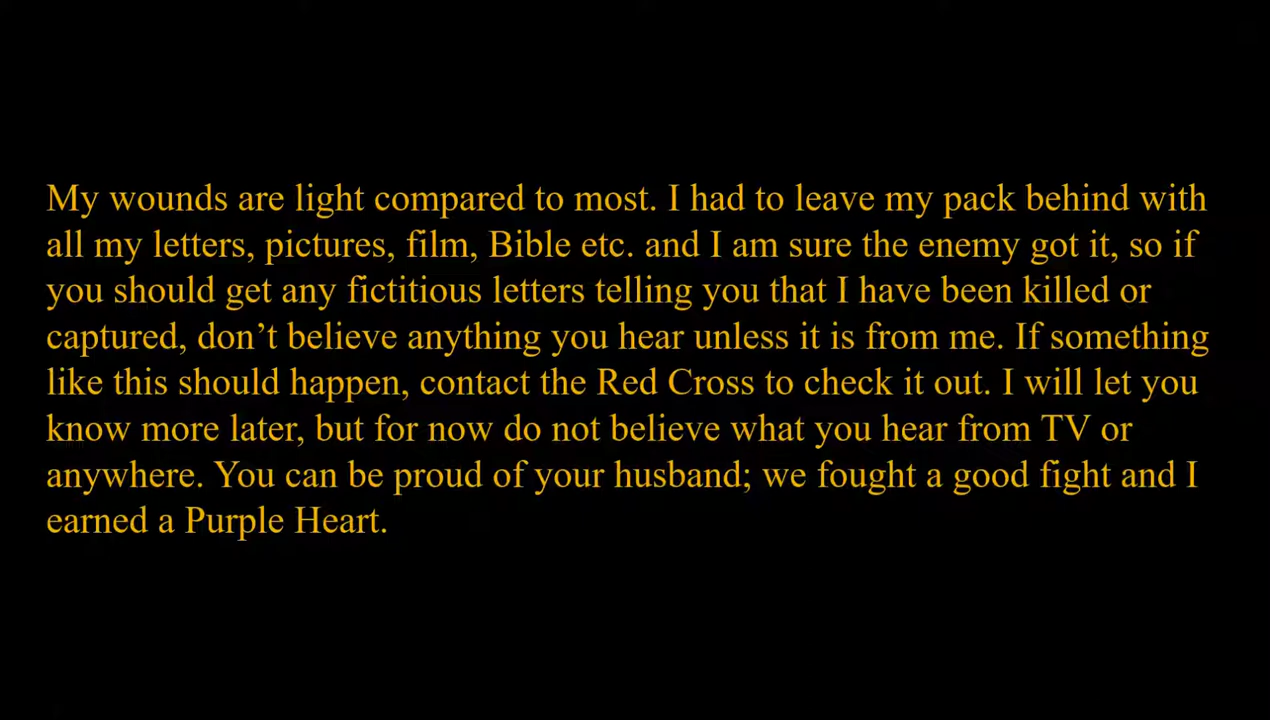 My wounds are light compared to most. I had to leave my pack behind with
all my letters, pictures, film, Bible etc. and I am sure the enemy got it, so if
you should get any fictitious letters telling you that I have been killed or
captured, don’t believe anything you hear unless it is from me. If something
like this should happen, contact the Red Cross to check it out. I will let you
know more later, but for now do not believe what you hear from TV or
anywhere. You can be proud of your husband; we fought a good fight and I
earned a Purple Heart.